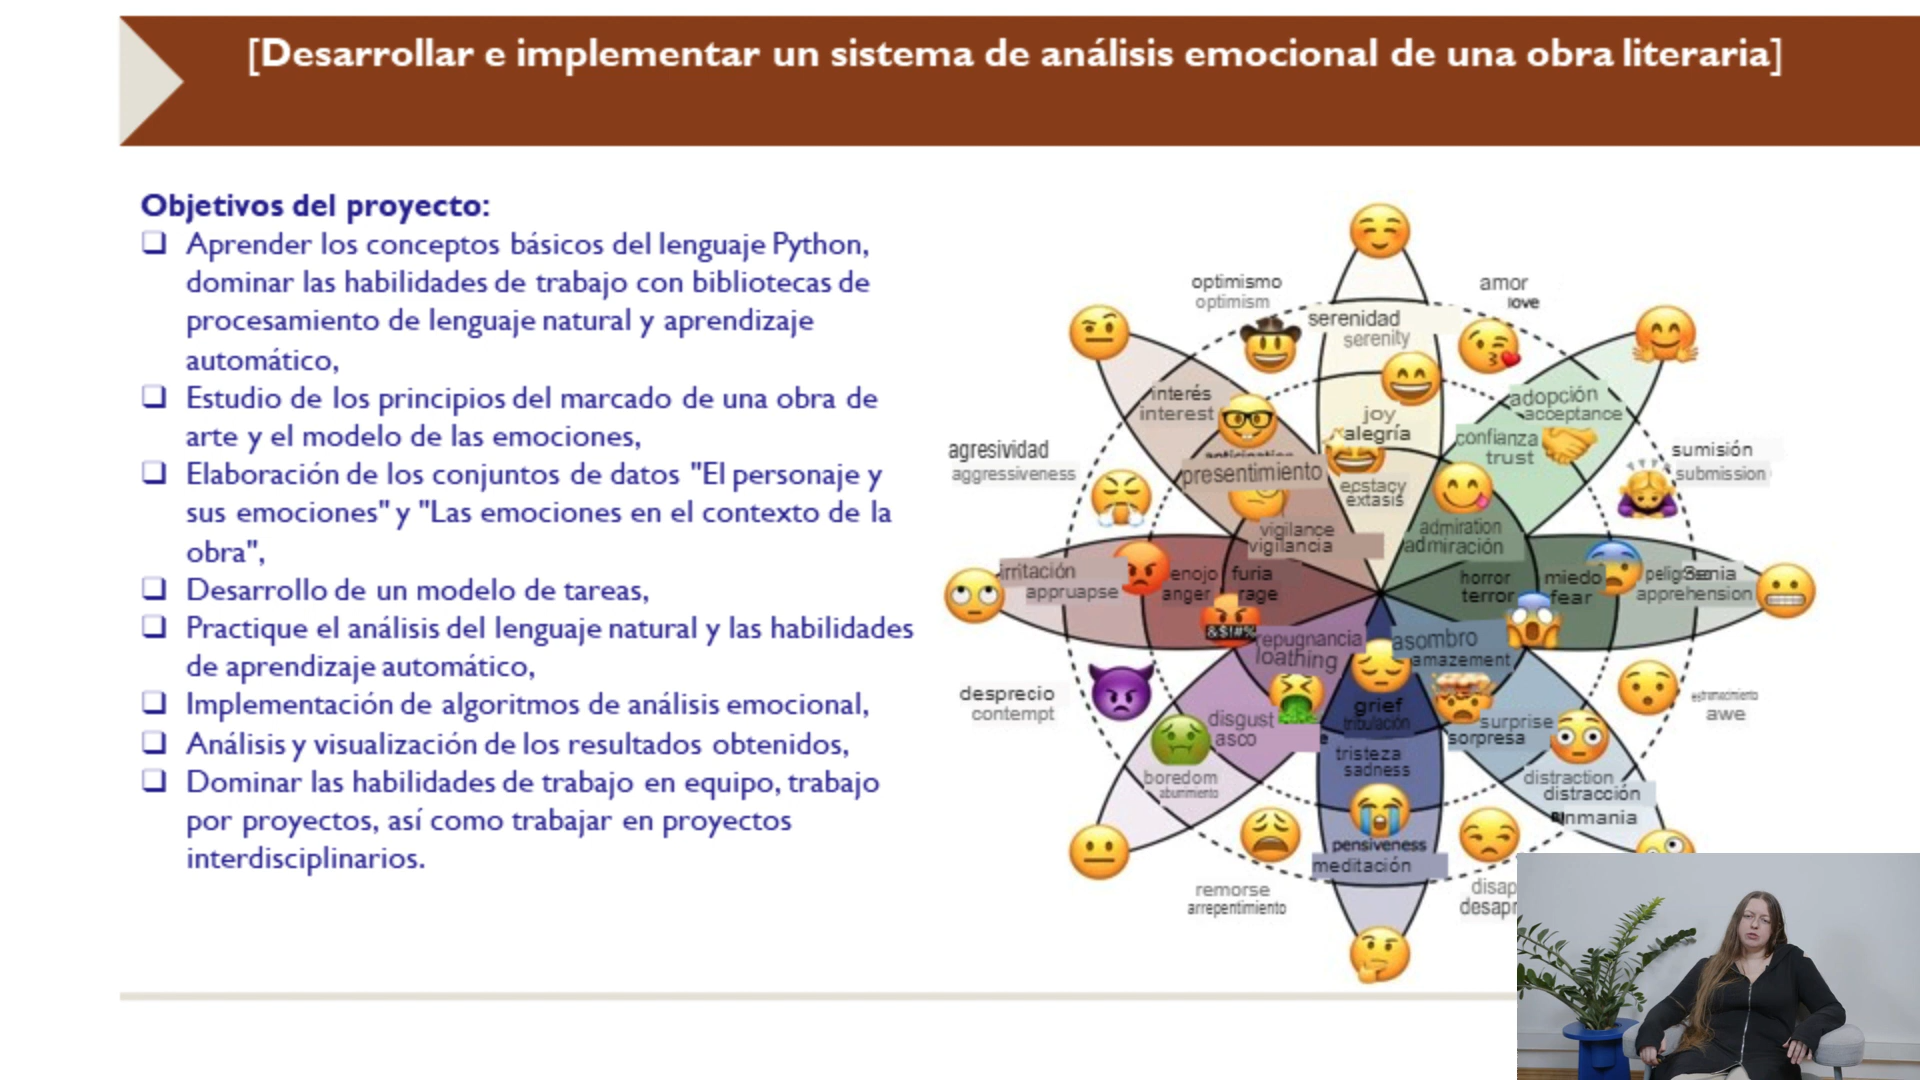 [Desarrollar e implementar un sistema de análisis emocional de una obra literaria]
Objetivos del proyecto:
❑ Aprender los conceptos básicos del lenguaje Python,
dominar las habilidades de trabajo con bibliotecas de
procesamiento de lenguaje natural y aprendizaje
automático,
❑ Estudio de los principios del marcado de una obra de
arte y el modelo de las emociones,
❑ Elaboración de los conjuntos de datos "El personaje y
sus emociones" y "Las emociones en el contexto de la
obra",
❑ Desarrollo de un modelo de tareas,
❑ Practique el análisis del lenguaje natural y las habilidades
de aprendizaje automático,
❑ Implementación de algoritmos de análisis emocional,
❑ Análisis y visualización de los resultados obtenidos,
❑ Dominar las habilidades de trabajo en equipo, trabajo
por proyectos, así como trabajar en proyectos
interdisciplinarios.
optimismo
optimism
amor
love
serenidad
serenity
interés
interest
joy
alegría
adopción
acceptance
confianza
trust
agresividad
aggressiveness
sumisión
submission
presentimiento
ecstacy
éxtasis
vigilance
vigilancia
admiration
admiración
irritación
appruapse
enojo
anger
furia
rage
horror
terror
miedo
fear
apprehension
&$!#%
repugnancia
loathing
asombro
amazement
desprecio
contempt
disgust
asco
grief
tribulación
surprise
sorpresa
awe
tristeza
sadness
boredom
aburrimiento
distraction
distracción
pensiveness
meditación
remorse
arrepentimiento
disap
desapr